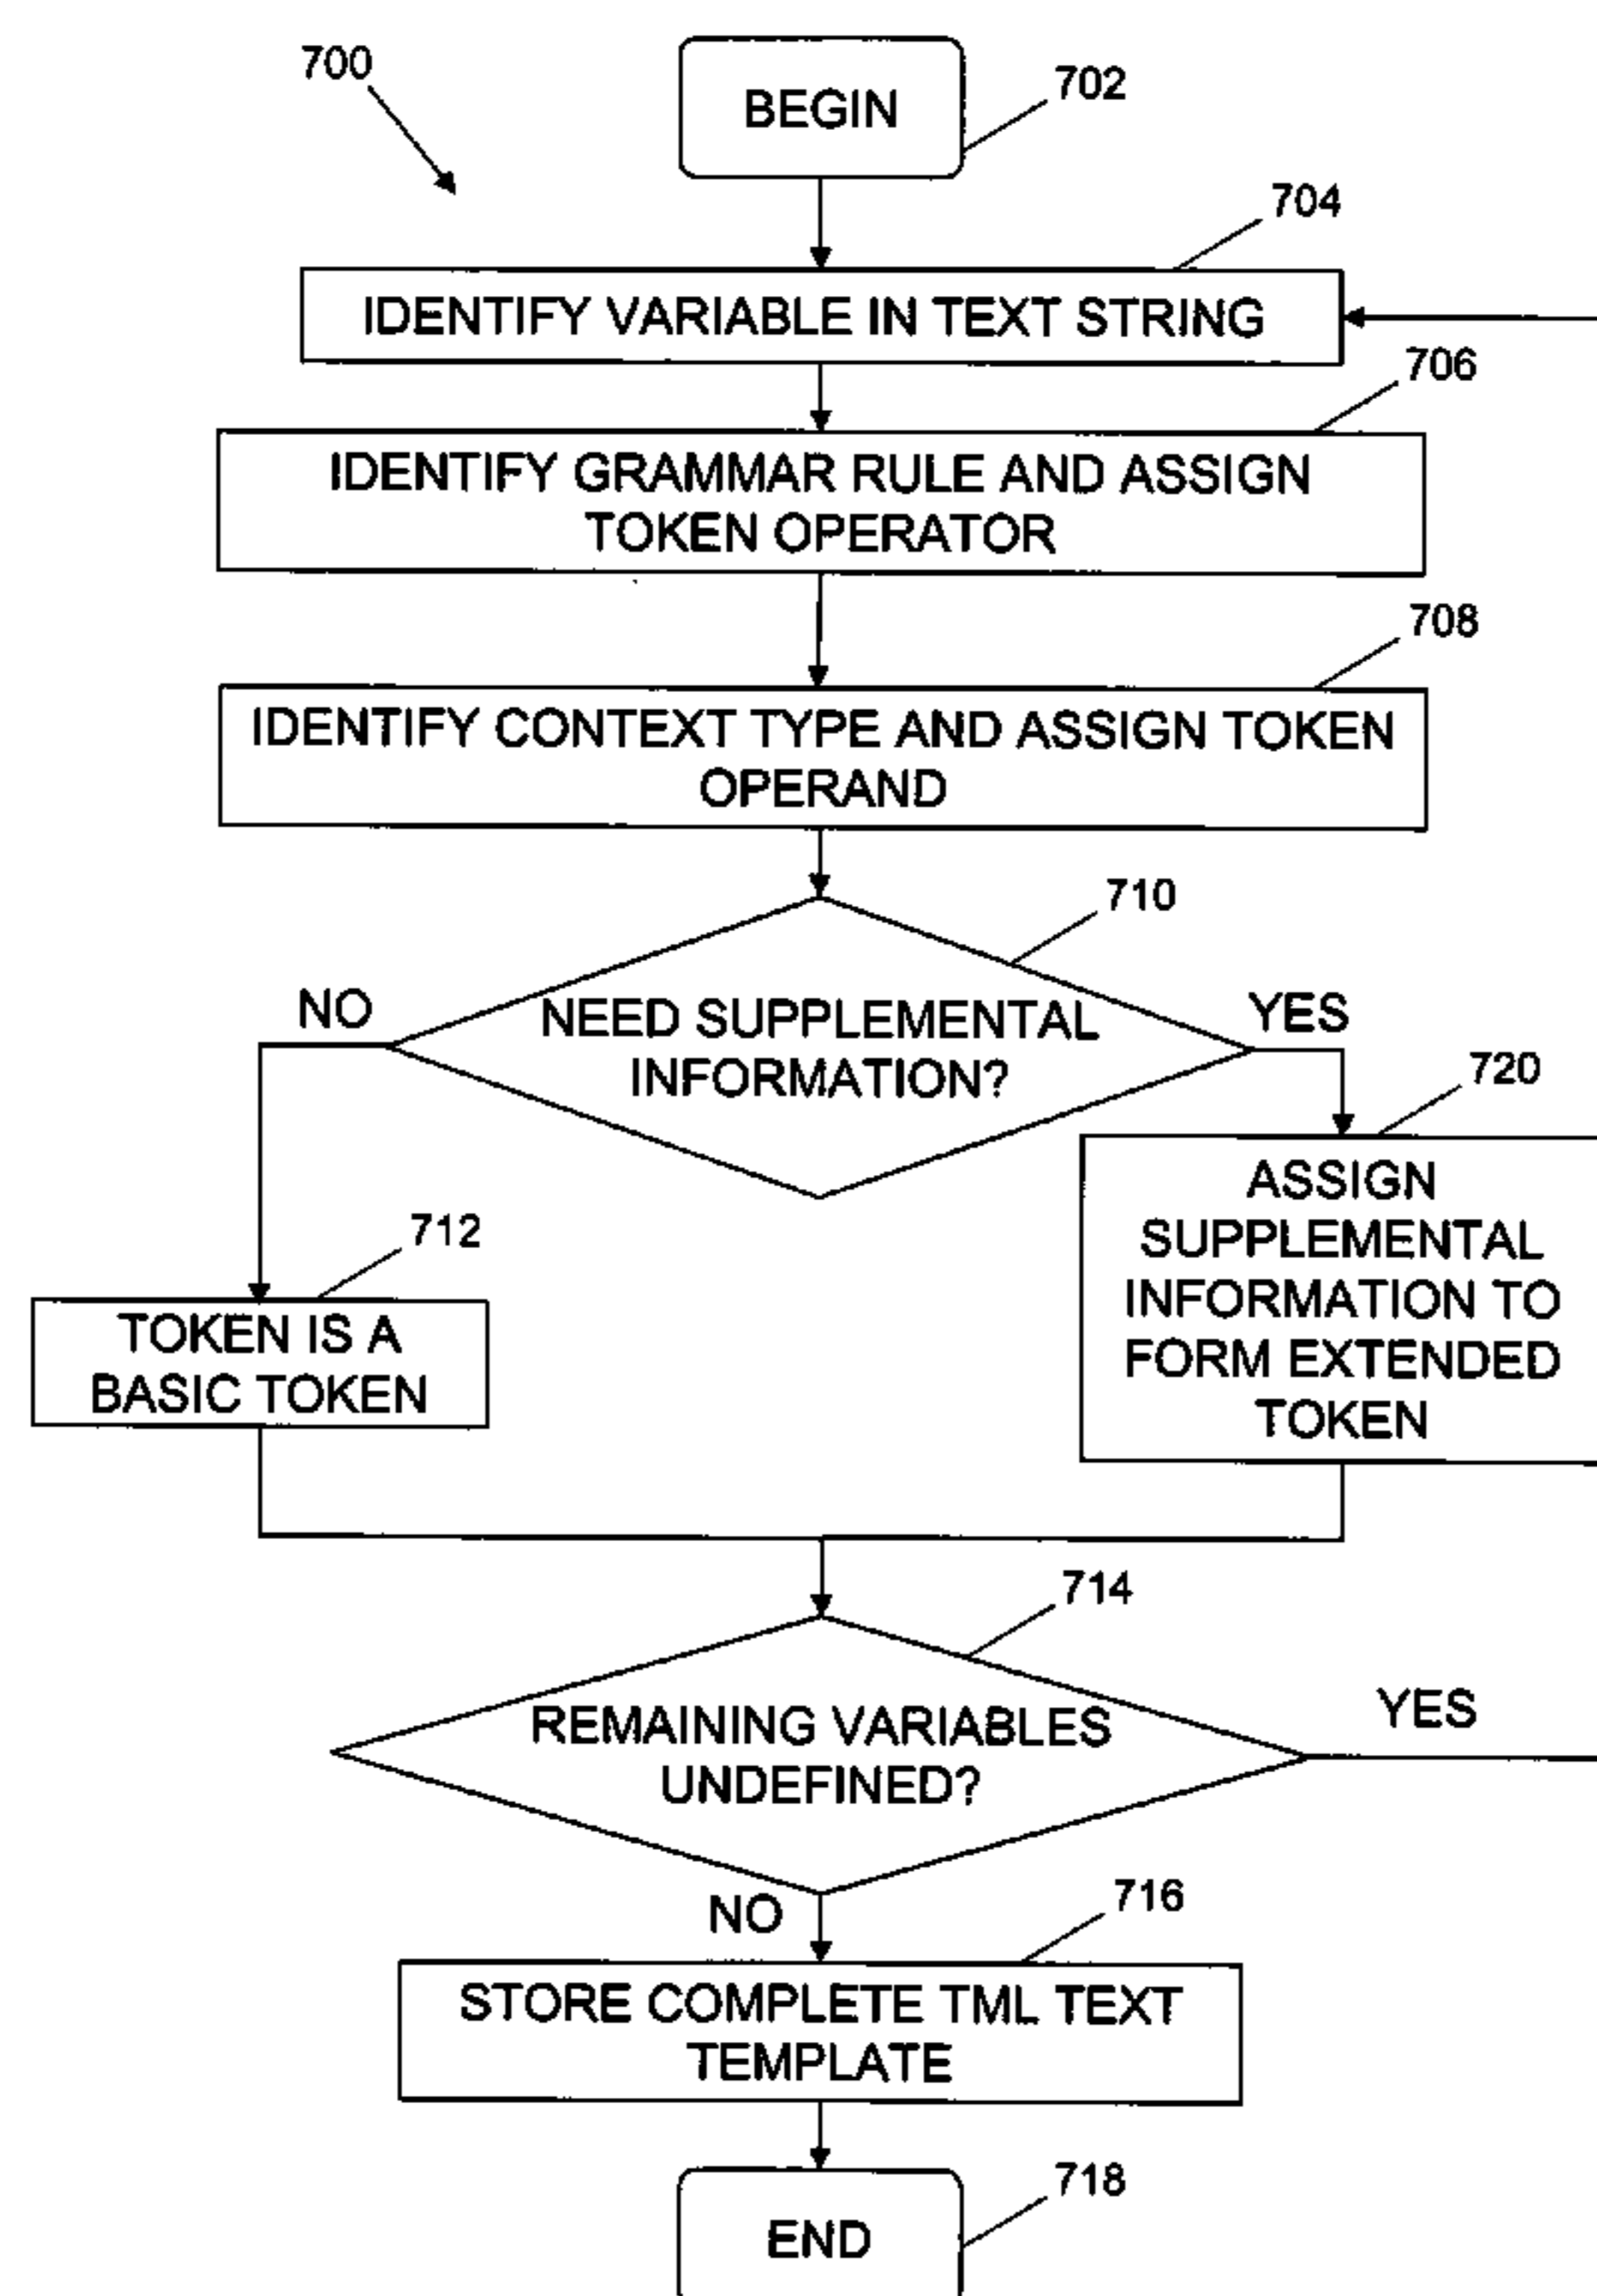 700
BEGIN
702
704
IDENTIFY VARIABLE IN TEXT STRING
706
IDENTIFY GRAMMAR RULE AND ASSIGN
TOKEN OPERATOR
708
IDENTIFY CONTEXT TYPE AND ASSIGN TOKEN
OPERAND
710
NO
NEED SUPPLEMENTAL
INFORMATION?
YES
720
ASSIGN
SUPPLEMENTAL
INFORMATION TO
FORM EXTENDED
TOKEN
712
TOKEN IS A
BASIC TOKEN
714
REMAINING VARIABLES
UNDEFINED?
YES
NO
716
STORE COMPLETE TML TEXT
TEMPLATE
718
END